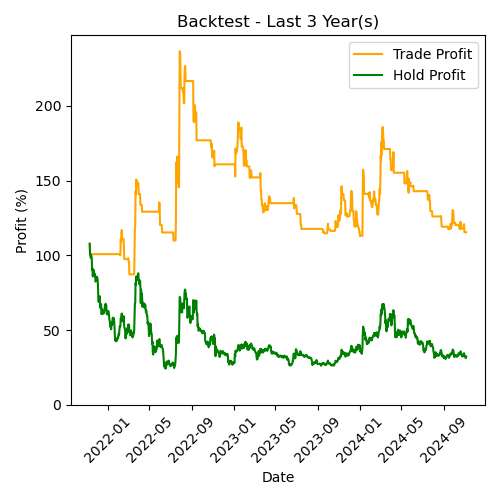 Backtest - Last 3 Year(s)
Trade Profit
Hold Profit
Profit (%)
200
150
100
50
0
2022-01
2022-05
2022-09
2023-01
2023-05
2023-09
2024-01
2024-05
2024-09
Date